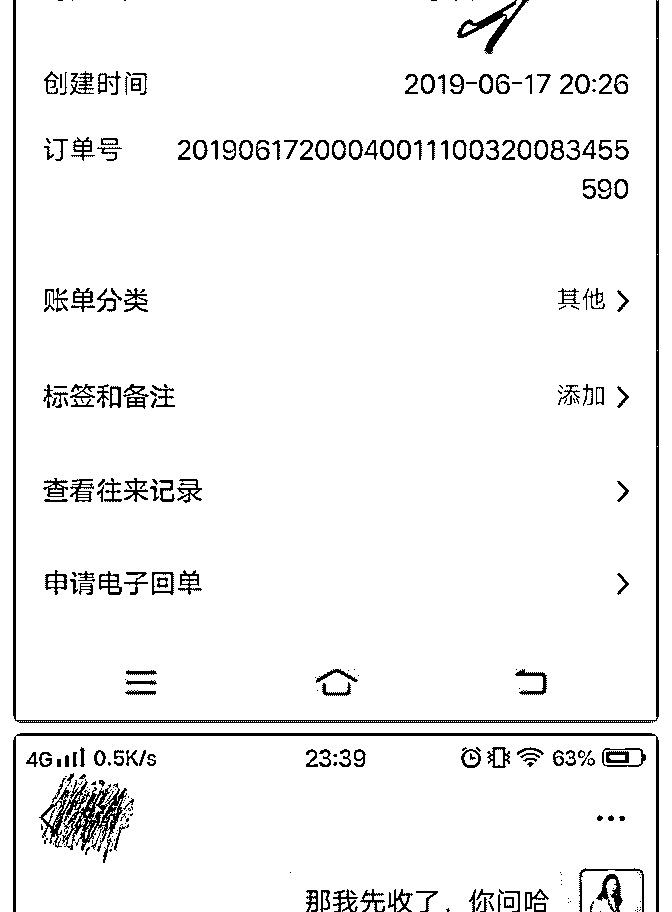 创建时间 2019-06-17 20:26
订单号 20190617200040011100320083455
590
账单分类 其他
标签和备注 添加
查看往来记录
申请电子回单
4G 0.5K/s 23:39 63%
那我先收了，你问哈